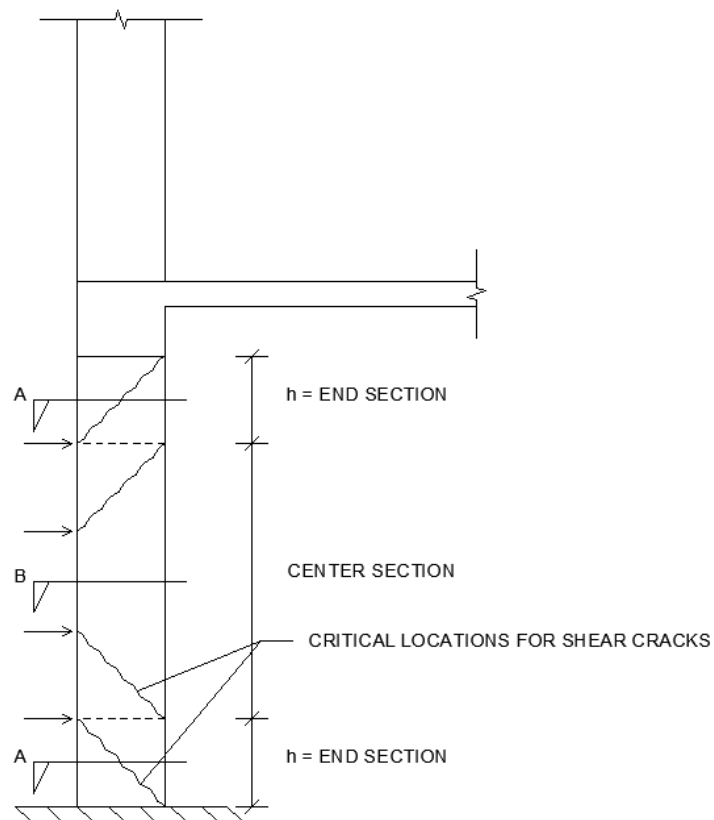 A
h = END SECTION
B
CENTER SECTION
CRITICAL LOCATIONS FOR SHEAR CRACKS
A
h = END SECTION